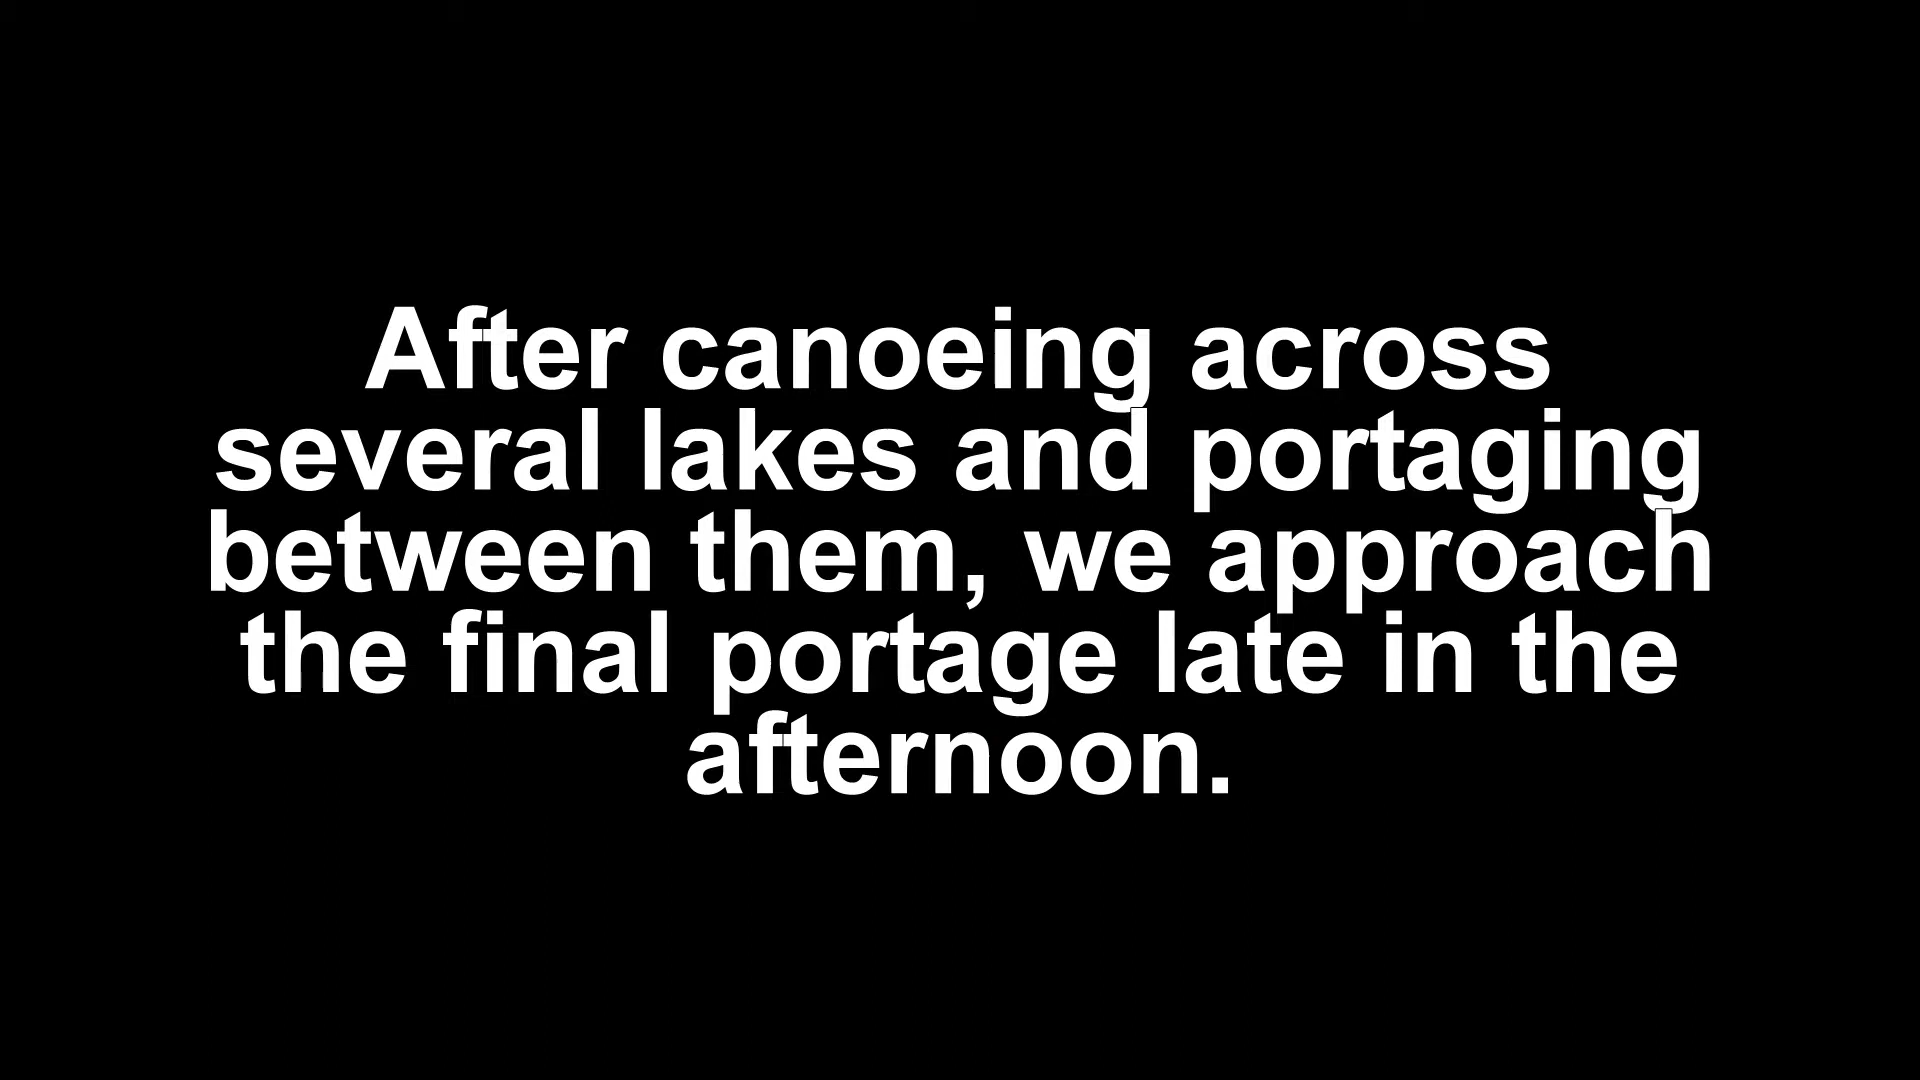 After canoeing across
several lakes and portaging
between them, we approach
the final portage late in the
afternoon.